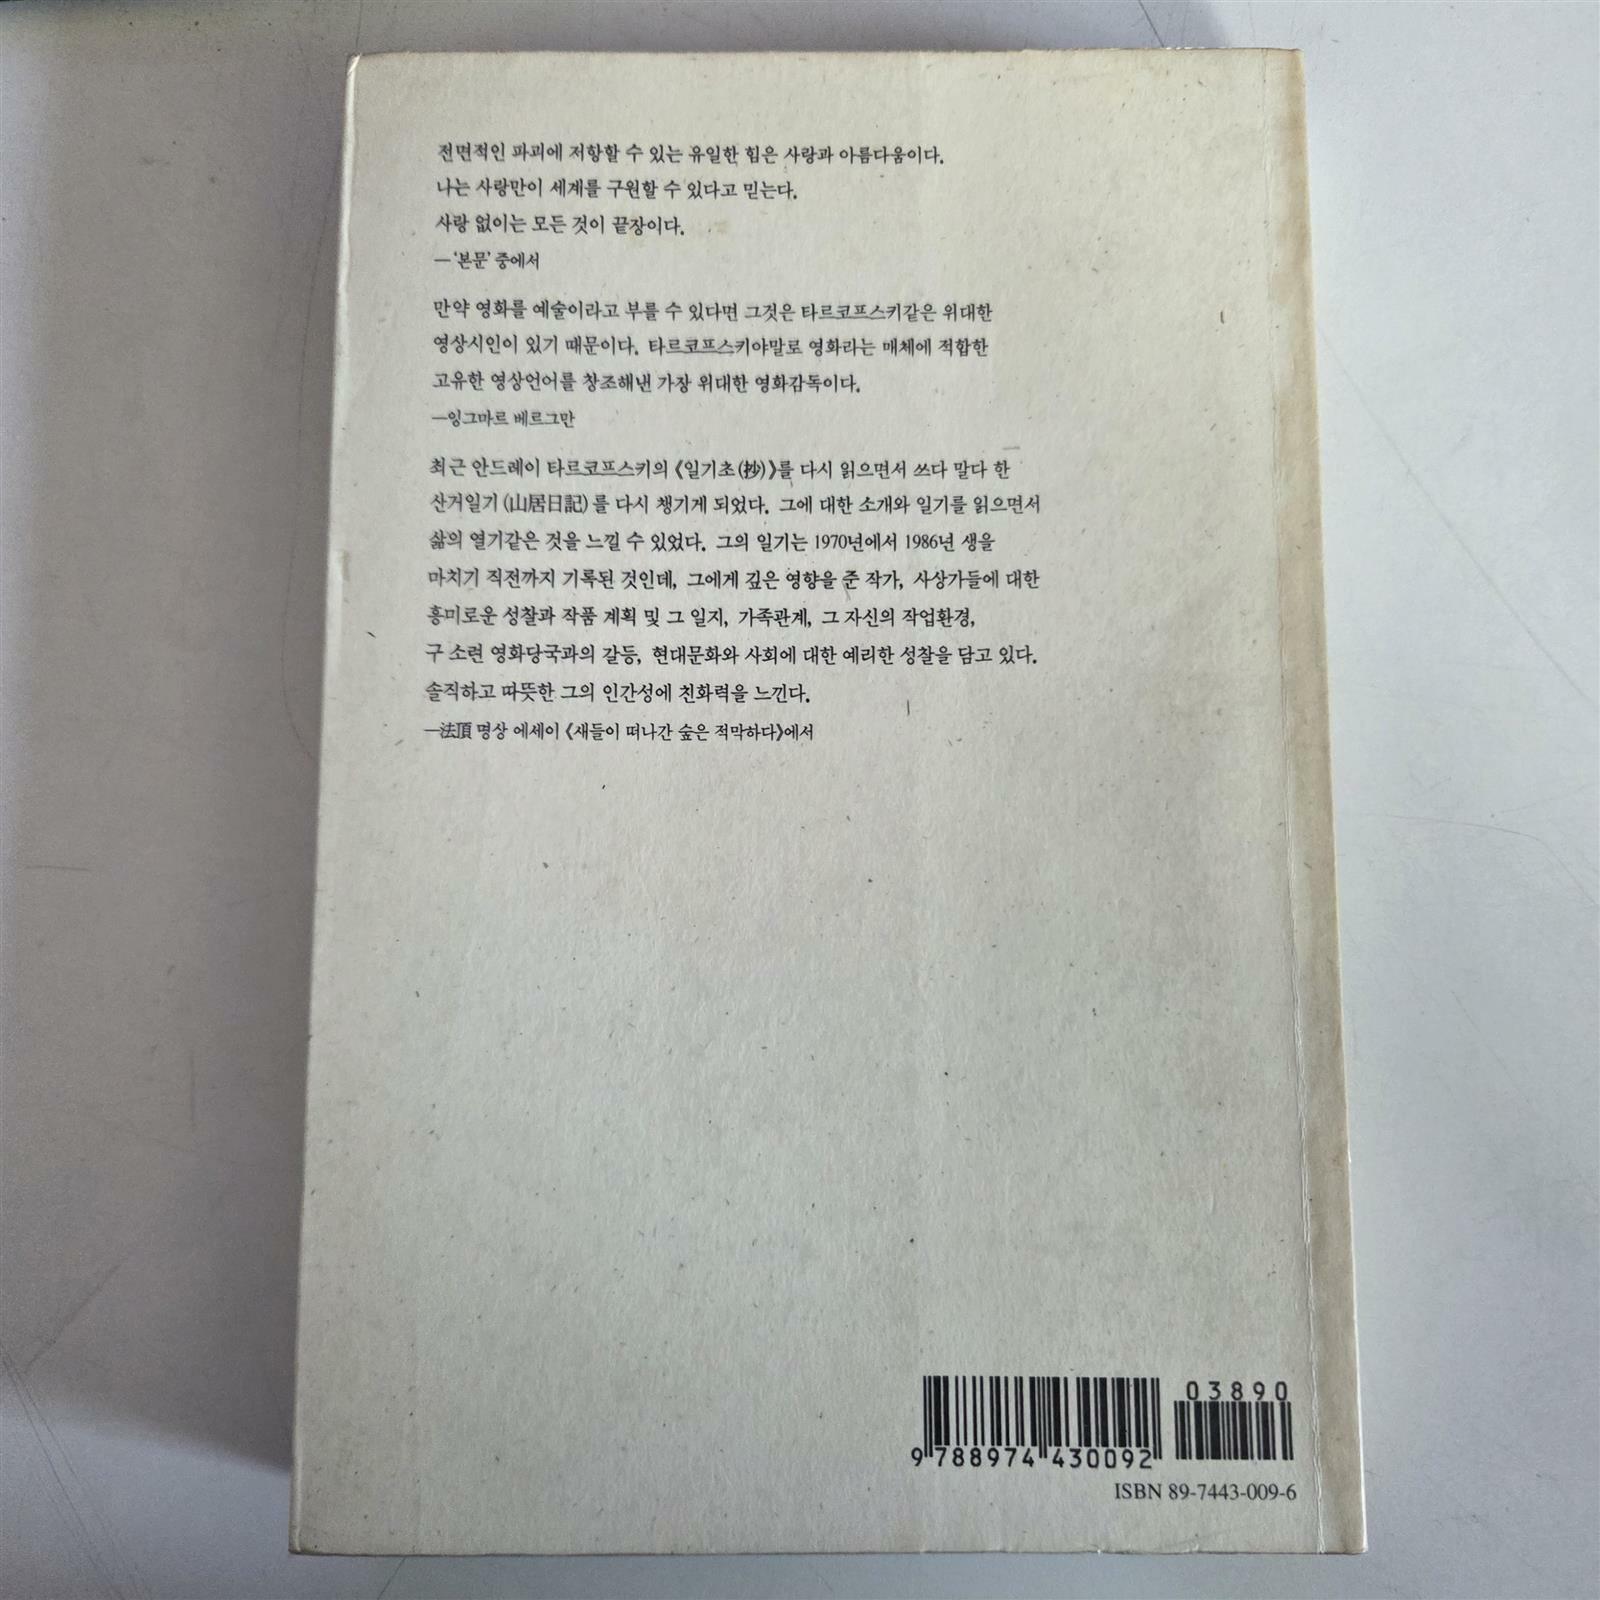 전면적인 파괴에 저항할 수 있는 유일한 힘은 사랑과 아름다움이다.
나는 사랑만이 세계를 구원할 수 있다고 믿는다.
사랑 없이는 모든 것이 끝장이다.
─'본문' 중에서
만약 영화를 예술이라고 부를 수 있다면 그것은 타르코프스키같은 위대한
영상시인이 있기 때문이다. 타르코프스키야말로 영화라는 매체에 적합한
고유한 영상언어를 창조해낸 가장 위대한 영화감독이다.
─잉그마르 베르그만
최근 안드레이 타르코프스키의 《일기초(抄)》를 다시 읽으면서 쓰다 말다 한
산거일기(山居日記)를 다시 챙기게 되었다. 그에 대한 소개와 일기를 읽으면서
삶의 열기같은 것을 느낄 수 있었다. 그의 일기는 1970년에서 1986년 생을
마치기 직전까지 기록된 것인데, 그에게 깊은 영향을 준 작가, 사상가들에 대한
흥미로운 성찰과 작품 계획 및 그 일지, 가족관계, 그 자신의 작업환경,
구 소련 영화당국과의 갈등, 현대문화와 사회에 대한 예리한 성찰을 담고 있다.
솔직하고 따뜻한 그의 인간성에 친화력을 느낀다.
─法頂 명상 에세이 《새들이 떠나간 숲은 적막하다》에서
03890
9 788974 430092
ISBN 89-7443-009-6